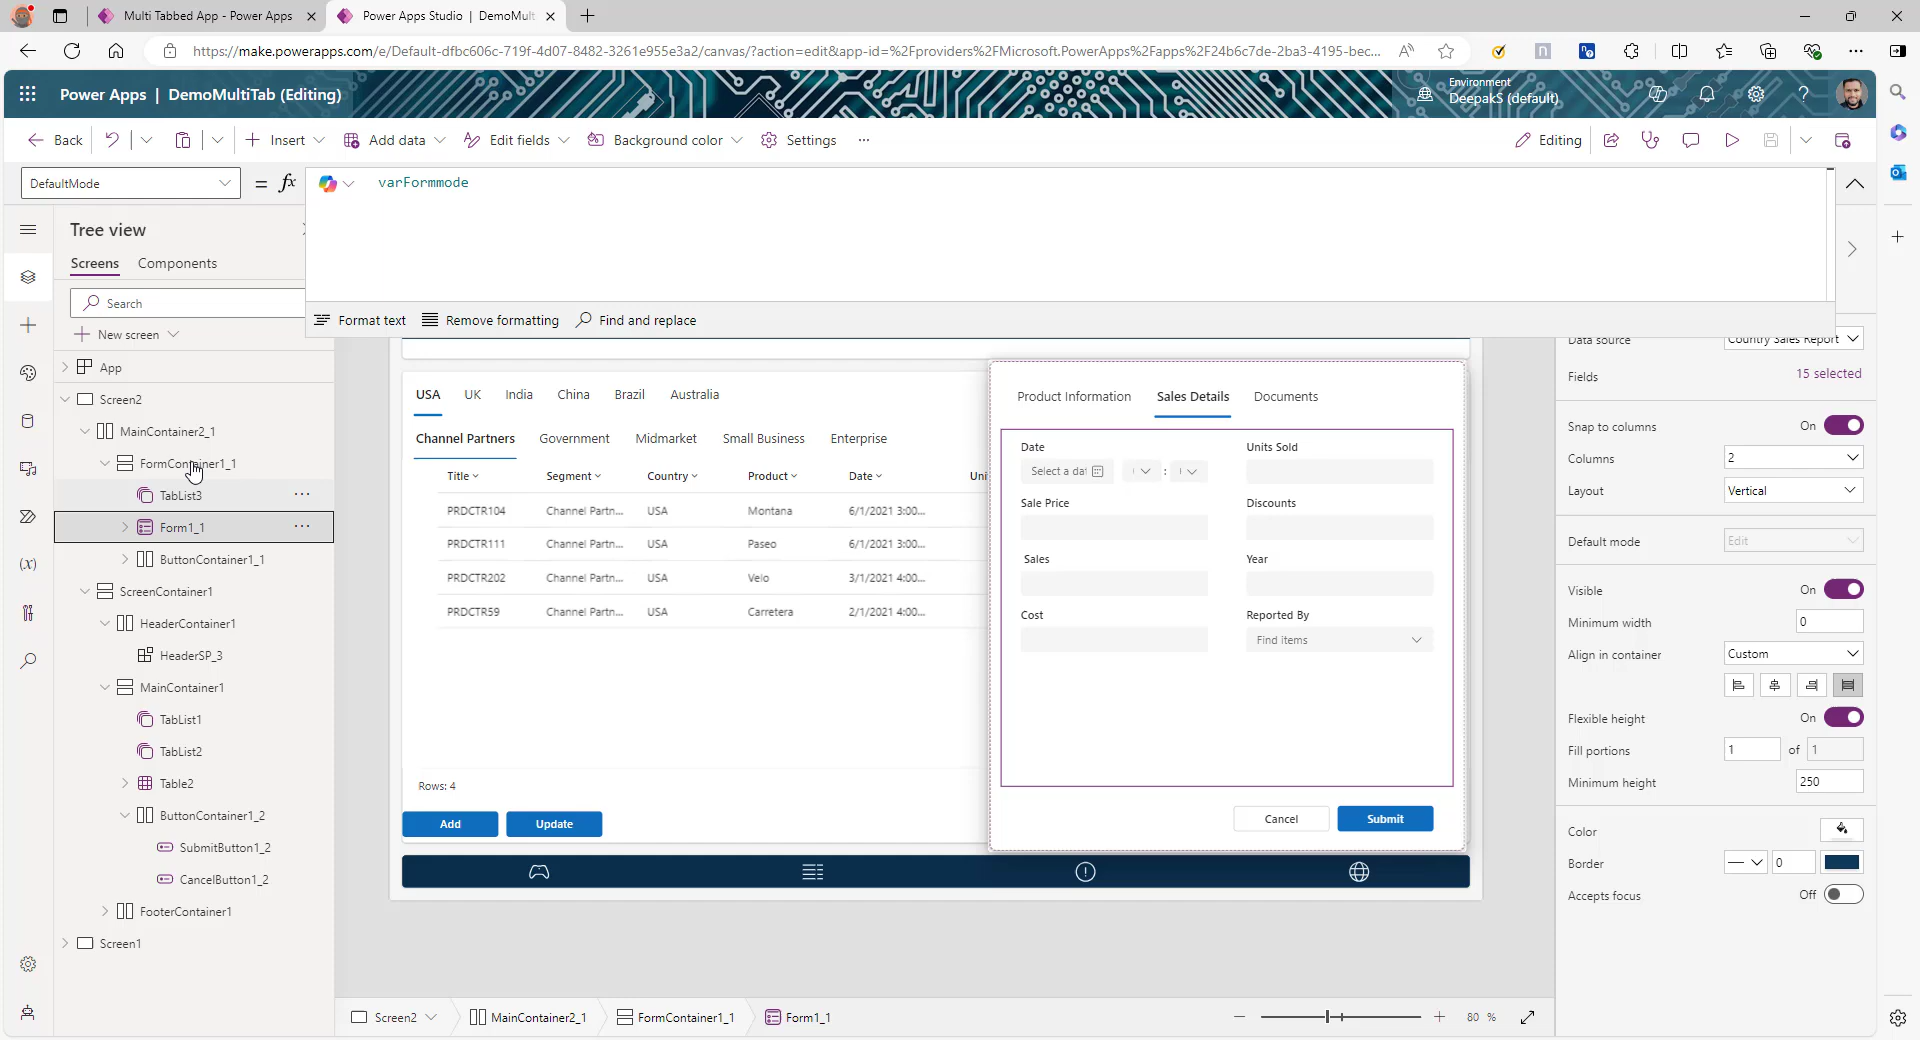 Multi Tabbed App - Power Apps
Power Apps Studio | DemoMult
https://make.powerapps.com/e/Default-dfbc606c-719f-4d07-8482-3261e955e3a2/canvas/?action=edit&app-id=%2Fproviders%2FMicrosoft.PowerApps%2Fapps%2F24b6c7de-2ba3-4195-bec...
Power Apps | DemoMultiTab (Editing)
Environment
DeepakS (default)
Back
Insert
Add data
Edit fields
Background color
Settings
Editing
DefaultMode
= fx
varFormmode
Format text
Remove formatting
Find and replace
Tree view
Screens
Components
Search
New screen
App
Screen2
MainContainer2_1
FormContainer1_1
TabList3
Form1_1
ButtonContainer1_1
ScreenContainer1
HeaderContainer1
HeaderSP_3
MainContainer1
TabList1
TabList2
Table2
ButtonContainer1_2
SubmitButton1_2
CancelButton1_2
FooterContainer1
Screen1
USA UK India China Brazil Australia
Channel Partners Government Midmarket Small Business Enterprise
Title Segment Country Product Date Uni
PRDCTR104 Channel Partn... USA Montana 6/1/2021 3:00...
PRDCTR111 Channel Partn... USA Paseo 6/1/2021 3:00...
PRDCTR202 Channel Partn... USA Velo 3/1/2021 4:00...
PRDCTR59 Channel Partn... USA Carretera 2/1/2021 4:00...
Rows: 4
Add
Update
Product Information Sales Details Documents
Date Units Sold
Select a dat :
Sale Price Discounts
Sales Year
Cost Reported By
Find items
Cancel
Submit
Data source Country Sales Report
Fields 15 selected
Snap to columns On
Columns 2
Layout Vertical
Default mode Edit
Visible On
Minimum width 0
Align in container Custom
Flexible height On
Fill portions 1 of 1
Minimum height 250
Color
Border 0
Accepts focus Off
Screen2
MainContainer2_1
FormContainer1_1
Form1_1
80 %